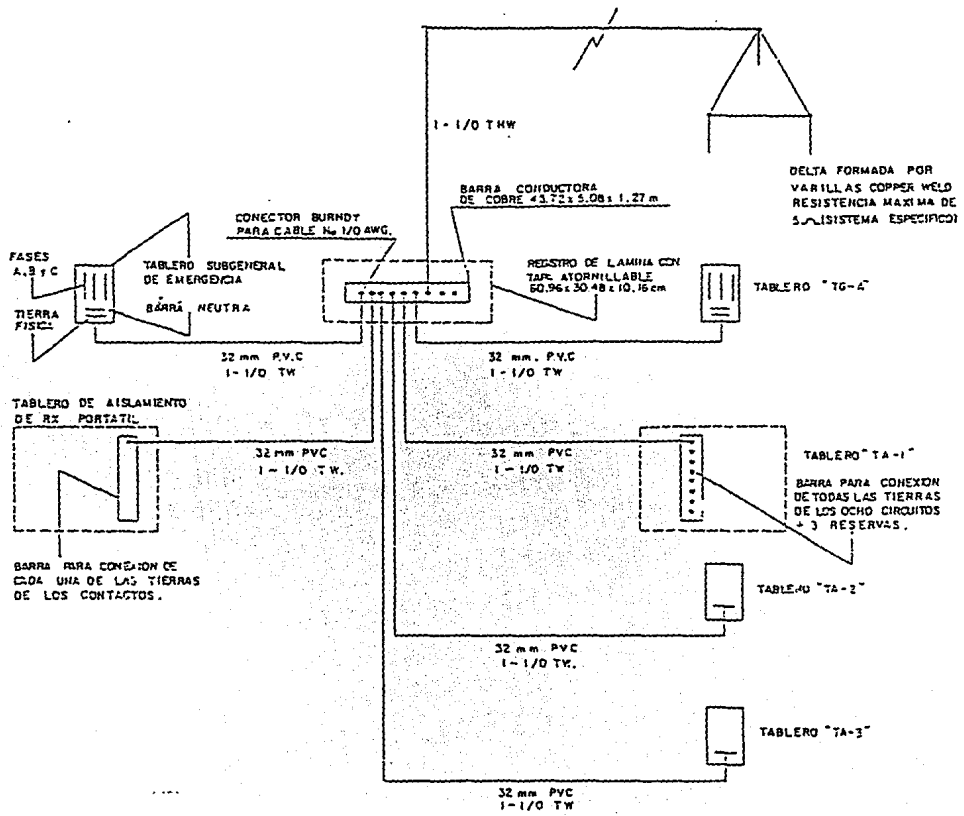 1-1/0 THW
DELTA FORMADA POR
VARILLAS COPPER WELD
RESISTENCIA MAXIMA DE
5Ω(SISTEMA ESPECIFICO)
BARRA CONDUCTORA
DE COBRE 45.72 x 5.08 x 1.27 m
CONECTOR BURNDY
PARA CABLE No 1/0 AWG.
FASES
A, B y C
TABLERO SUBGENERAL
DE EMERGENCIA
REGISTRO DE LAMINA CON
TAPA ATORNILLABLE
60.96 x 30.48 x 10.16 cm
TABLERO "TG-4"
TIERRA
FISICA
BARRA NEUTRA
32 mm P.V.C
1-1/0 TW
32 mm. P.V.C
1-1/0 TW
TABLERO DE AISLAMIENTO
DE RX PORTATIL
32 mm PVC
1-1/0 TW.
32 mm PVC
1-1/0 TW
TABLERO "TA-1"
BARRA PARA CONEXION
DE TODAS LAS TIERRAS
DE LOS OCHO CIRCUITOS
+ 3 RESERVAS.
BARRA PARA CONEXION DE
CADA UNA DE LAS TIERRAS
DE LOS CONTACTOS.
TABLERO "TA-2"
32 mm PVC
1-1/0 TW.
TABLERO "TA-3"
32 mm PVC
1-1/0 TW